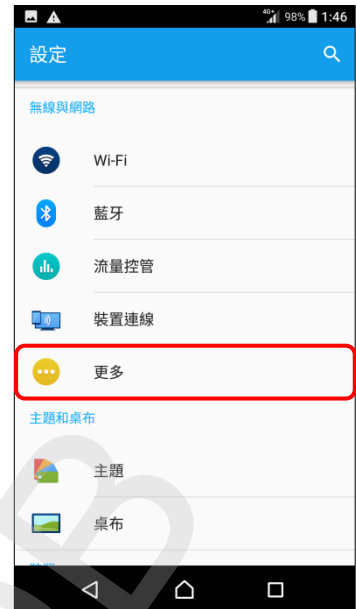 4G+ 98% 1:46
設定
無線與網路
Wi-Fi
藍牙
流量控管
裝置連線
更多
主題和桌布
主題
桌布